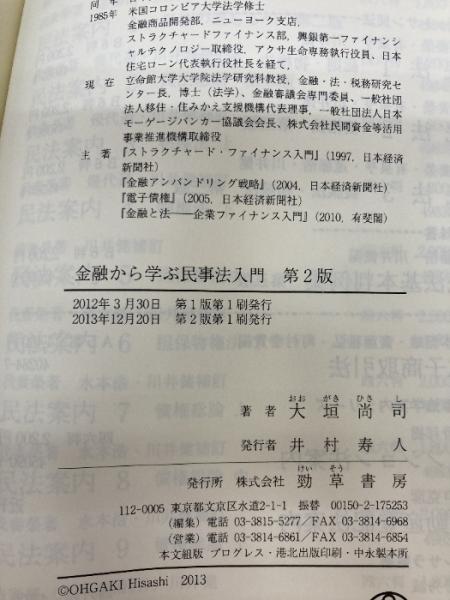 1985年 米国コロンビア大学法学修士
金融商品開発部，ニューヨーク支店，
ストラクチャードファイナンス部，興銀第一ファイナンシ
ャルテクノロジー取締役，アクサ生命専務執行役員，日本
住宅ローン代表執行役社長を経て，
現在 立命館大学大学院法学研究科教授，金融・法・税務研究セ
ンター長，博士（法学）、金融審議会専門委員、一般社団
法人移住・住みかえ支援機構代表理事，一般社団法人日本
モーゲージバンカー協議会会長、株式会社民間資金等活用
事業推進機構取締役
主著 『ストラクチャード・ファイナンス入門』（1997，日本経済
新聞社）
『金融アンバンドリング戦略』（2004，日本経済新聞社）
『電子債権』（2005，日本経済新聞社）
『金融と法——企業ファイナンス入門』（2010，有斐閣）
金融から学ぶ民事法入門 第2版
2012年3月30日 第1版第1刷発行
2013年12月20日 第2版第1刷発行
おお がき ひさ し
著者 大垣尚司
発行者 井村寿人
けい そう
発行所 株式会社 勁草書房
112-0005 東京都文京区水道2-1-1 振替 00150-2-175253
（編集）電話 03-3815-5277／FAX 03-3814-6968
（営業）電話 03-3814-6861／FAX 03-3814-6854
本文組版 プログレス・港北出版印刷・中永製本所
©OHGAKI Hisashi 2013